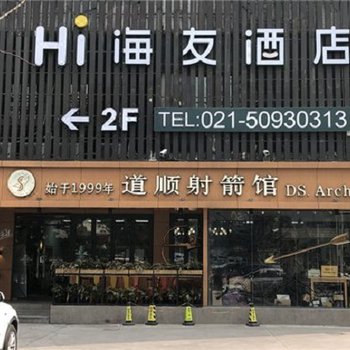 Hi 海友酒店
← 2F
TEL:021-50930313
始于1999年 道顺射箭馆 DS. Arch